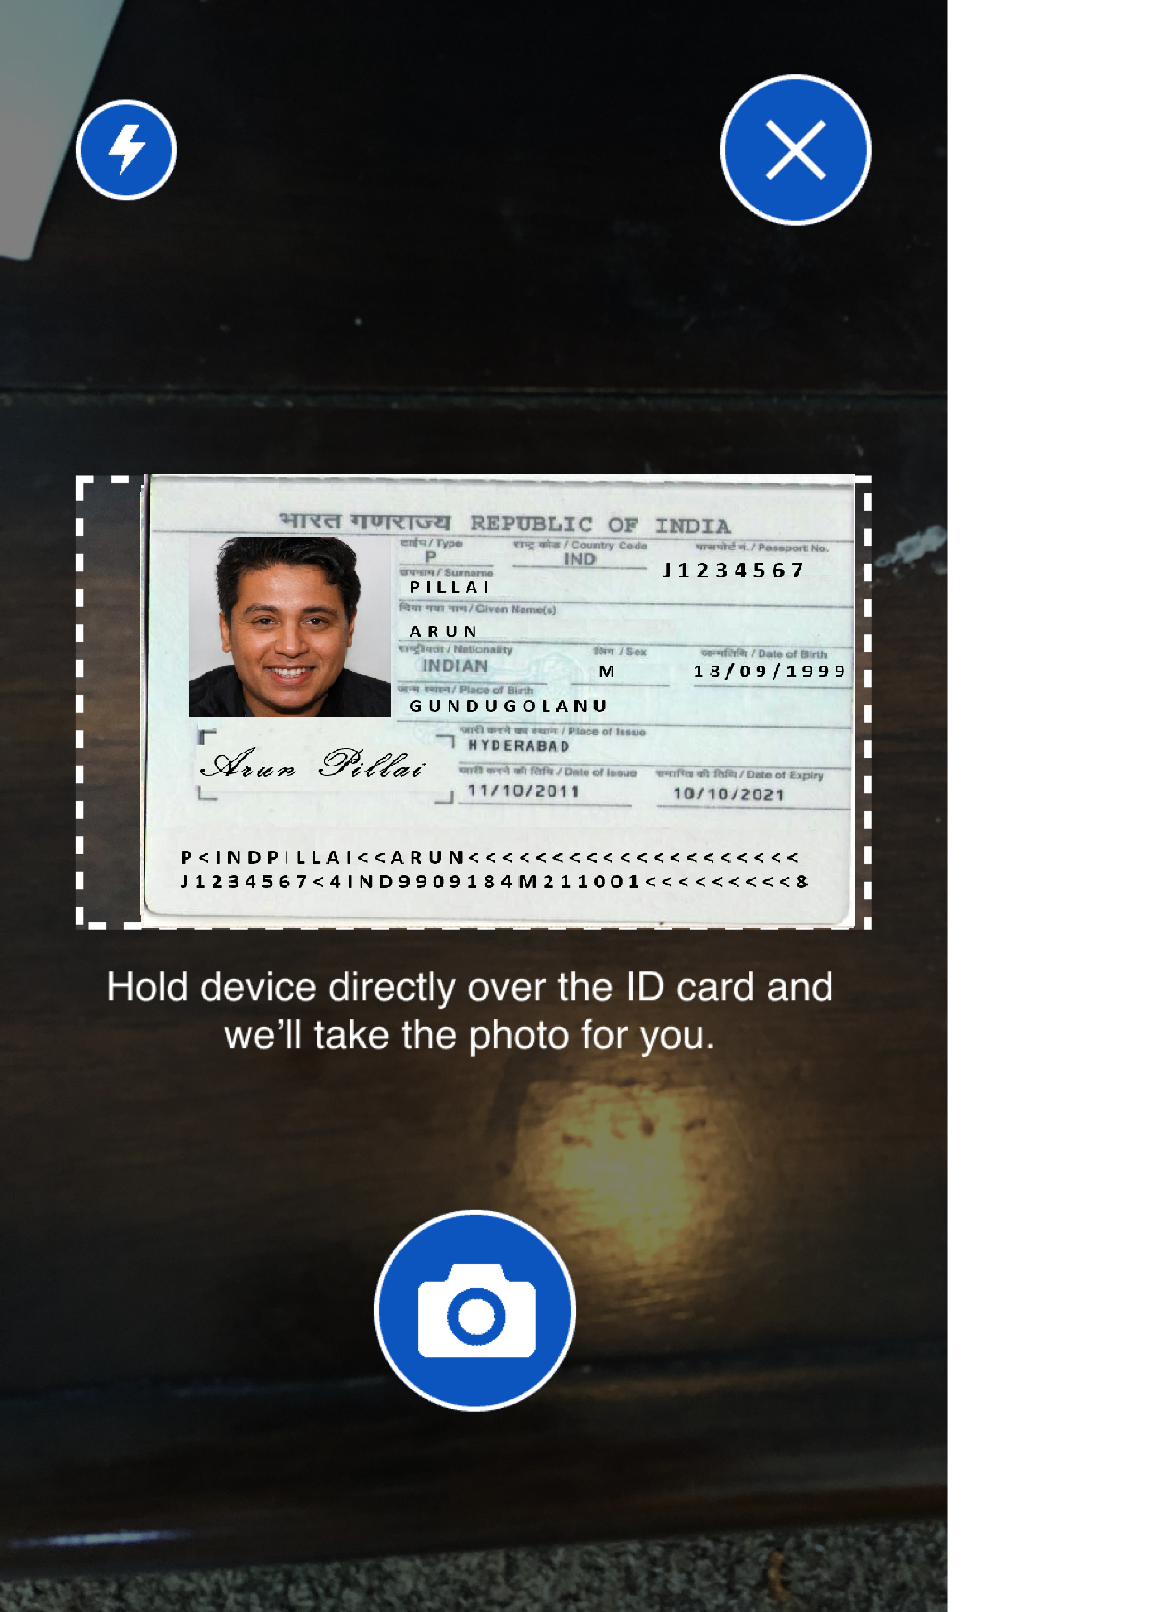 भारत गणराज्य REPUBLIC OF INDIA
टाईप / Type राष्ट्र कोड / Country Code पासपोर्ट नं. / Passport No.
P IND J1234567
उपनाम / Surname
PILLAI
दिया गया नाम / Given Name(s)
ARUN
राष्ट्रीयता / Nationality लिंग / Sex जन्मतिथि / Date of Birth
INDIAN M 18/09/1999
जन्म स्थान / Place of Birth
GUNDUGOLANU
जारी करने का स्थान / Place of Issue
HYDERABAD
Arun Pillai
जारी करने की तिथि / Date of Issue समाप्ति की तिथि / Date of Expiry
11/10/2011 10/10/2021
P<INDPILLAI<<ARUN<<<<<<<<<<<<<<<<<<<<
J1234567<4IND9909184M2110O1<<<<<<<<<8
Hold device directly over the ID card and
we’ll take the photo for you.